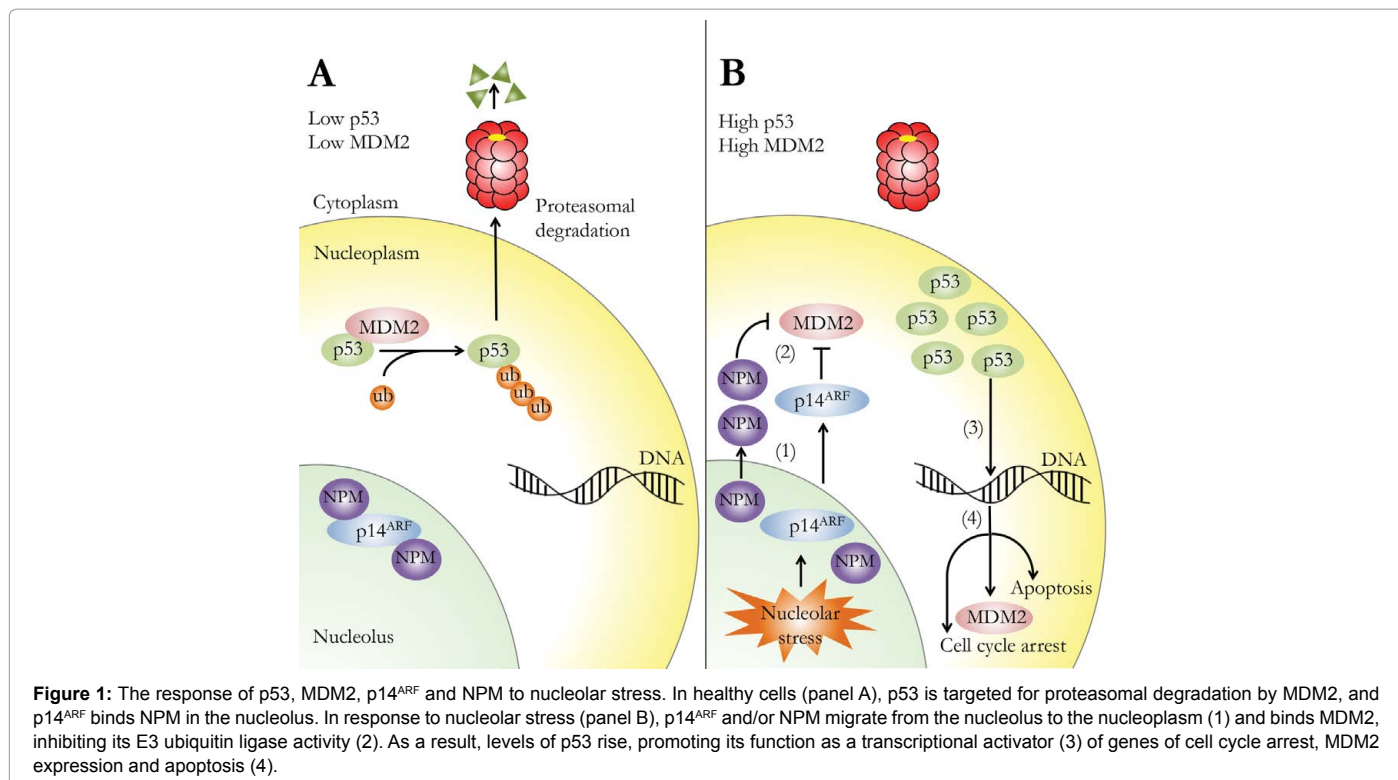 A
Low p53
Low MDM2
Cytoplasm
Proteasomal
degradation
Nucleoplasm
MDM2
p53
p53
ub
ub
ub
ub
DNA
NPM
p14ARF
NPM
Nucleolus
B
High p53
High MDM2
p53
p53
p53
p53
p53
MDM2
(2)
NPM
p14ARF
NPM
(1)
(3)
DNA
NPM
p14ARF
NPM
(4)
Nucleolar
stress
Apoptosis
MDM2
Cell cycle arrest
Figure 1: The response of p53, MDM2, p14ARF and NPM to nucleolar stress. In healthy cells (panel A), p53 is targeted for proteasomal degradation by MDM2, and
p14ARF binds NPM in the nucleolus. In response to nucleolar stress (panel B), p14ARF and/or NPM migrate from the nucleolus to the nucleoplasm (1) and binds MDM2,
inhibiting its E3 ubiquitin ligase activity (2). As a result, levels of p53 rise, promoting its function as a transcriptional activator (3) of genes of cell cycle arrest, MDM2
expression and apoptosis (4).